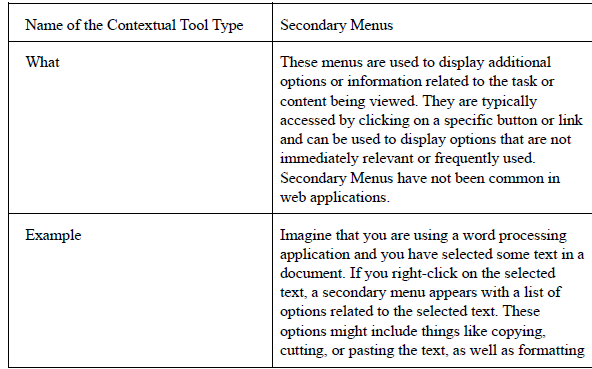 Name of the Contextual Tool Type
Secondary Menus
What
These menus are used to display additional
options or information related to the task or
content being viewed. They are typically
accessed by clicking on a specific button or link
and can be used to display options that are not
immediately relevant or frequently used.
Secondary Menus have not been common in
web applications.
Example
Imagine that you are using a word processing
application and you have selected some text in a
document. If you right-click on the selected
text, a secondary menu appears with a list of
options related to the selected text. These
options might include things like copying,
cutting, or pasting the text, as well as formatting